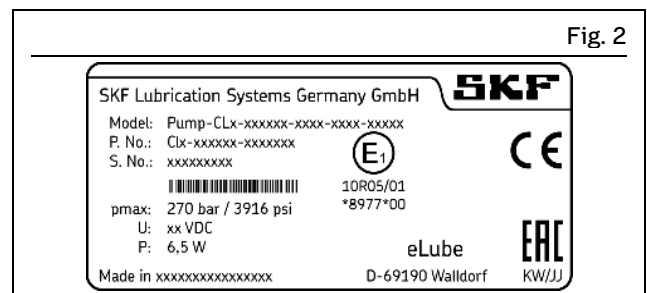 Fig. 2
SKF
SKF Lubrication Systems Germany GmbH
Model: Pump-CLx-xxxxxx-xxxx-xxxx-xxxxx
P. No.: Clx-xxxxxx-xxxxxxx
S. No.: xxxxxxxxx
E1
CE
10R05/01
*8977*00
pmax: 270 bar / 3916 psi
U: xx VDC
P: 6,5 W
eLube
EAC
Made in xxxxxxxxxxxxxxxx
D-69190 Walldorf
KW/JJ